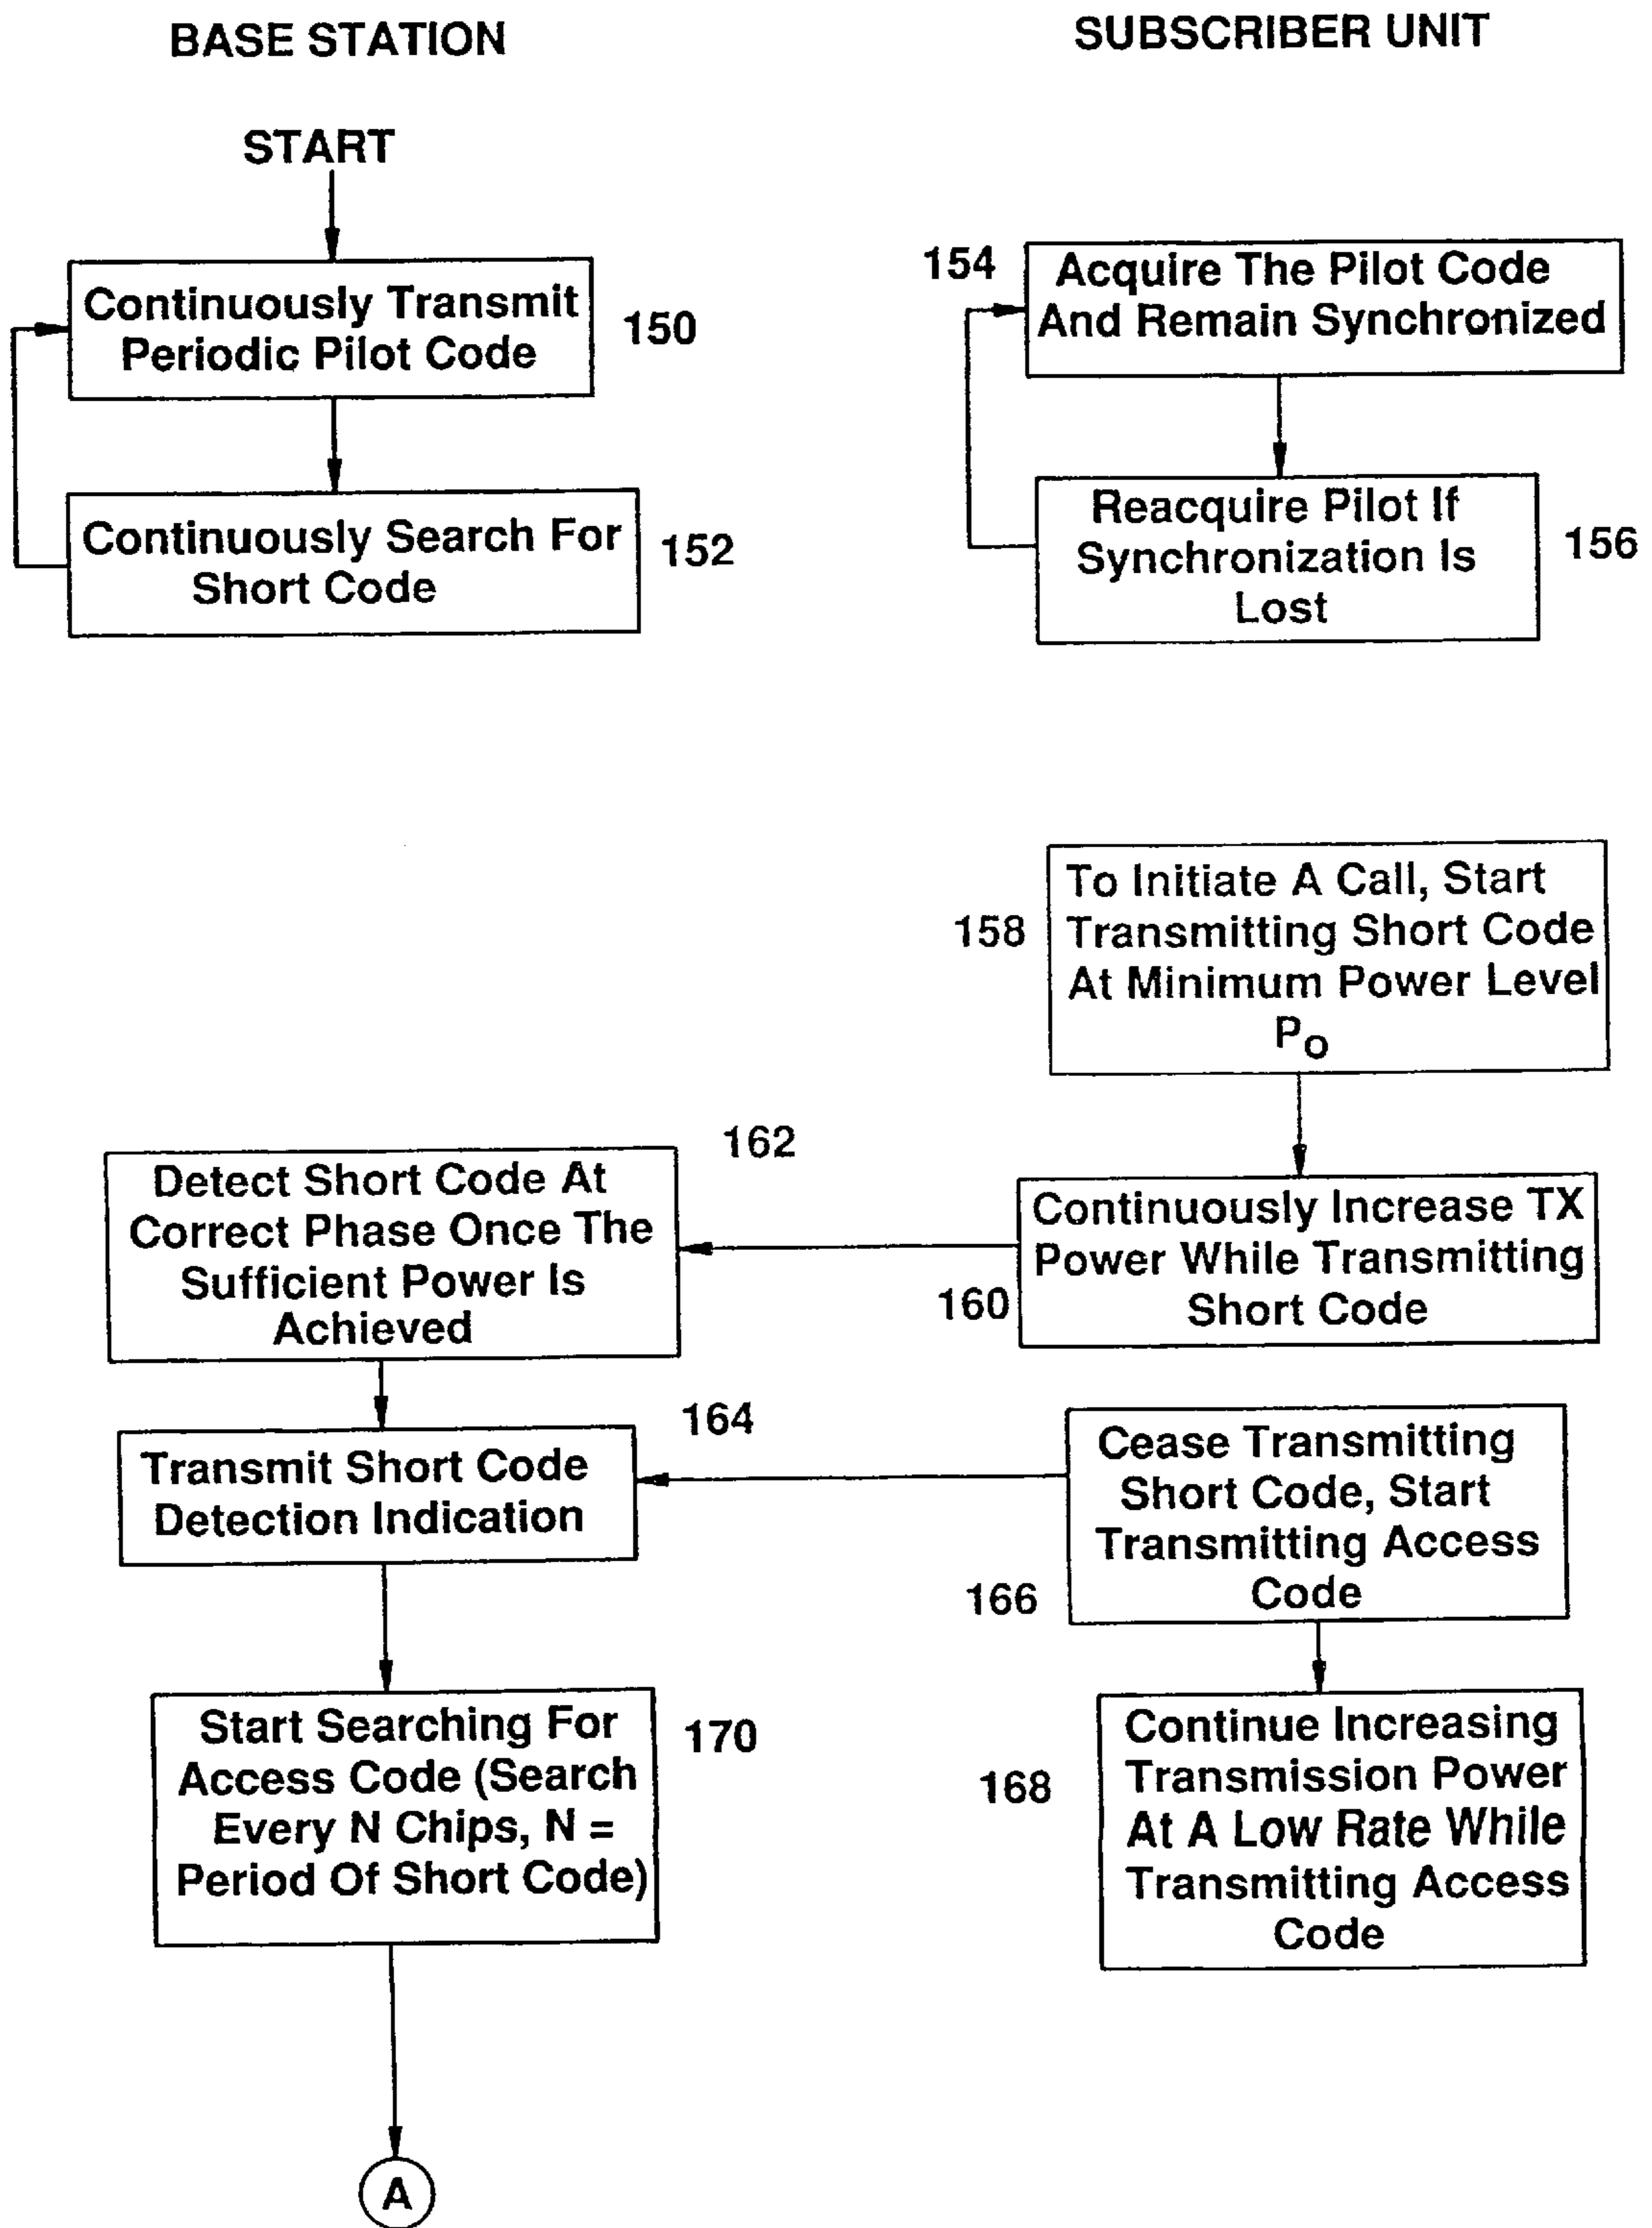 BASE STATION
SUBSCRIBER UNIT
START
Continuously Transmit
Periodic Pilot Code
150
Continuously Search For
Short Code
152
154
Acquire The Pilot Code
And Remain Synchronized
Reacquire Pilot If
Synchronization Is
Lost
156
158
To Initiate A Call, Start
Transmitting Short Code
At Minimum Power Level
Po
162
Detect Short Code At
Correct Phase Once The
Sufficient Power Is
Achieved
Continuously Increase TX
Power While Transmitting
Short Code
160
164
Transmit Short Code
Detection Indication
Cease Transmitting
Short Code, Start
Transmitting Access
Code
166
Start Searching For
Access Code (Search
Every N Chips, N =
Period Of Short Code)
170
168
Continue Increasing
Transmission Power
At A Low Rate While
Transmitting Access
Code
A